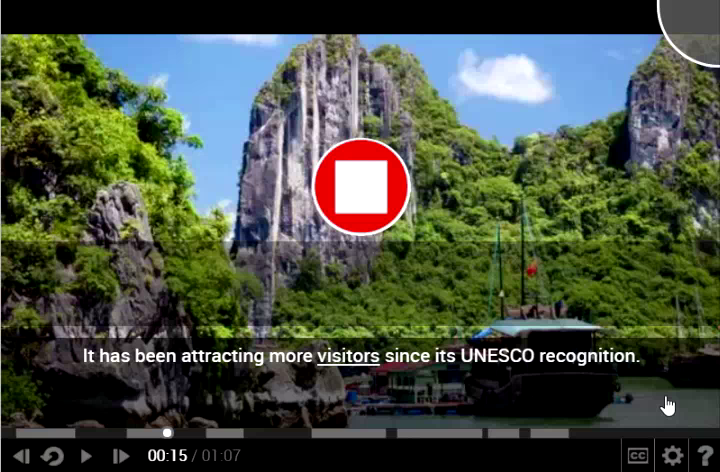 It has been attracting more visitors since its UNESCO recognition.
00:15 / 01:07
CC
?